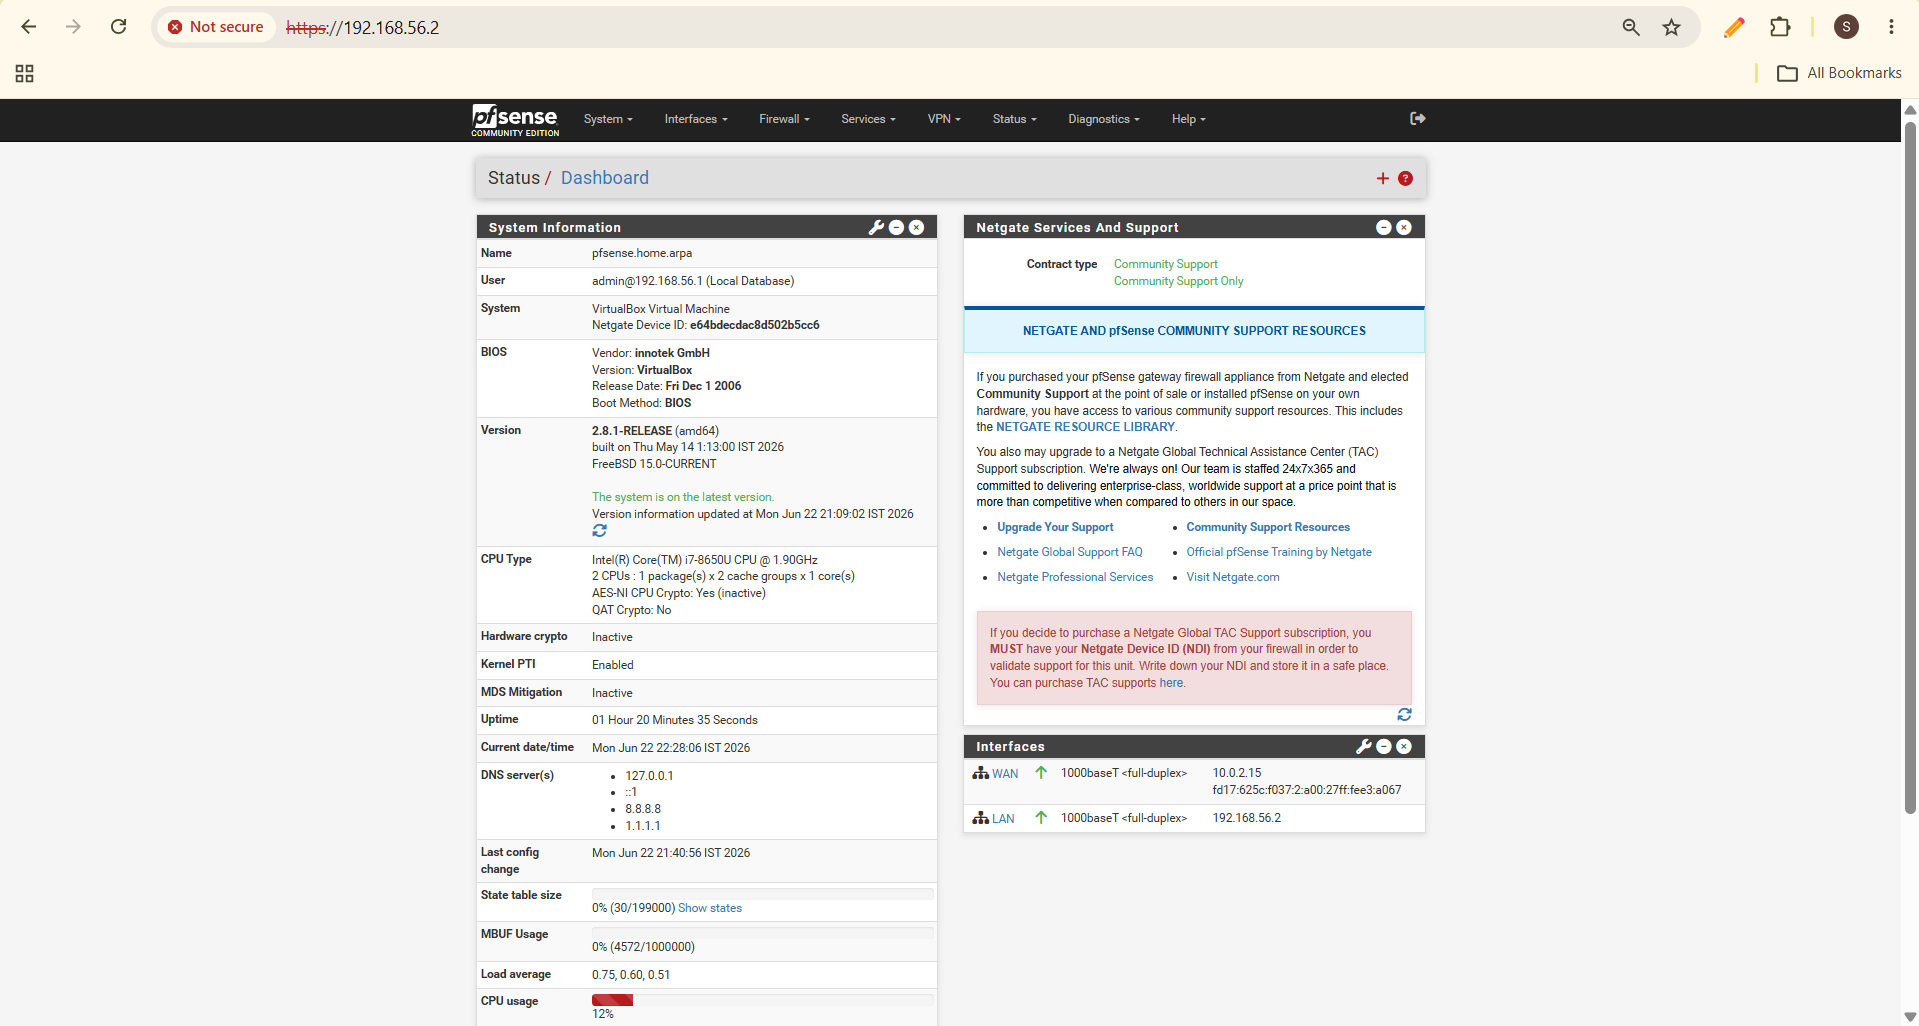 Not secure
https://192.168.56.2
S
All Bookmarks
pfsense
COMMUNITY EDITION
System
Interfaces
Firewall
Services
VPN
Status
Diagnostics
Help
Status / Dashboard
System Information
Name pfsense.home.arpa
User admin@192.168.56.1 (Local Database)
System VirtualBox Virtual Machine
Netgate Device ID: e64bdecdac8d502b5cc6
BIOS Vendor: innotek GmbH
Version: VirtualBox
Release Date: Fri Dec 1 2006
Boot Method: BIOS
Version 2.8.1-RELEASE (amd64)
built on Thu May 14 1:13:00 IST 2026
FreeBSD 15.0-CURRENT
The system is on the latest version.
Version information updated at Mon Jun 22 21:09:02 IST 2026
CPU Type Intel(R) Core(TM) i7-8650U CPU @ 1.90GHz
2 CPUs : 1 package(s) x 2 cache groups x 1 core(s)
AES-NI CPU Crypto: Yes (inactive)
QAT Crypto: No
Hardware crypto Inactive
Kernel PTI Enabled
MDS Mitigation Inactive
Uptime 01 Hour 20 Minutes 35 Seconds
Current date/time Mon Jun 22 22:28:06 IST 2026
DNS server(s)
127.0.0.1
::1
8.8.8.8
1.1.1.1
Last config change Mon Jun 22 21:40:56 IST 2026
State table size
0% (30/199000) Show states
MBUF Usage
0% (4572/1000000)
Load average 0.75, 0.60, 0.51
CPU usage
12%
Netgate Services And Support
Contract type Community Support
Community Support Only
NETGATE AND pfSense COMMUNITY SUPPORT RESOURCES
If you purchased your pfSense gateway firewall appliance from Netgate and elected
Community Support at the point of sale or installed pfSense on your own
hardware, you have access to various community support resources. This includes
the NETGATE RESOURCE LIBRARY.
You also may upgrade to a Netgate Global Technical Assistance Center (TAC)
Support subscription. We're always on! Our team is staffed 24x7x365 and
committed to delivering enterprise-class, worldwide support at a price point that is
more than competitive when compared to others in our space.
Upgrade Your Support
Community Support Resources
Netgate Global Support FAQ
Official pfSense Training by Netgate
Netgate Professional Services
Visit Netgate.com
If you decide to purchase a Netgate Global TAC Support subscription, you
MUST have your Netgate Device ID (NDI) from your firewall in order to
validate support for this unit. Write down your NDI and store it in a safe place.
You can purchase TAC supports here.
Interfaces
WAN 1000baseT <full-duplex> 10.0.2.15
fd17:625c:f037:2:a00:27ff:fee3:a067
LAN 1000baseT <full-duplex> 192.168.56.2